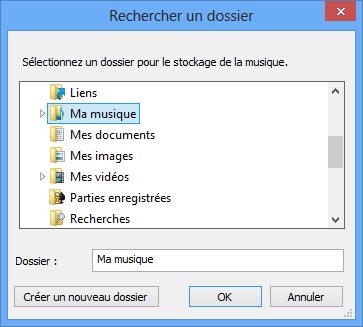 Rechercher un dossier
Sélectionnez un dossier pour le stockage de la musique.
Liens
Ma musique
Mes documents
Mes images
Mes vidéos
Parties enregistrées
Recherches
Dossier : Ma musique
Créer un nouveau dossier OK Annuler